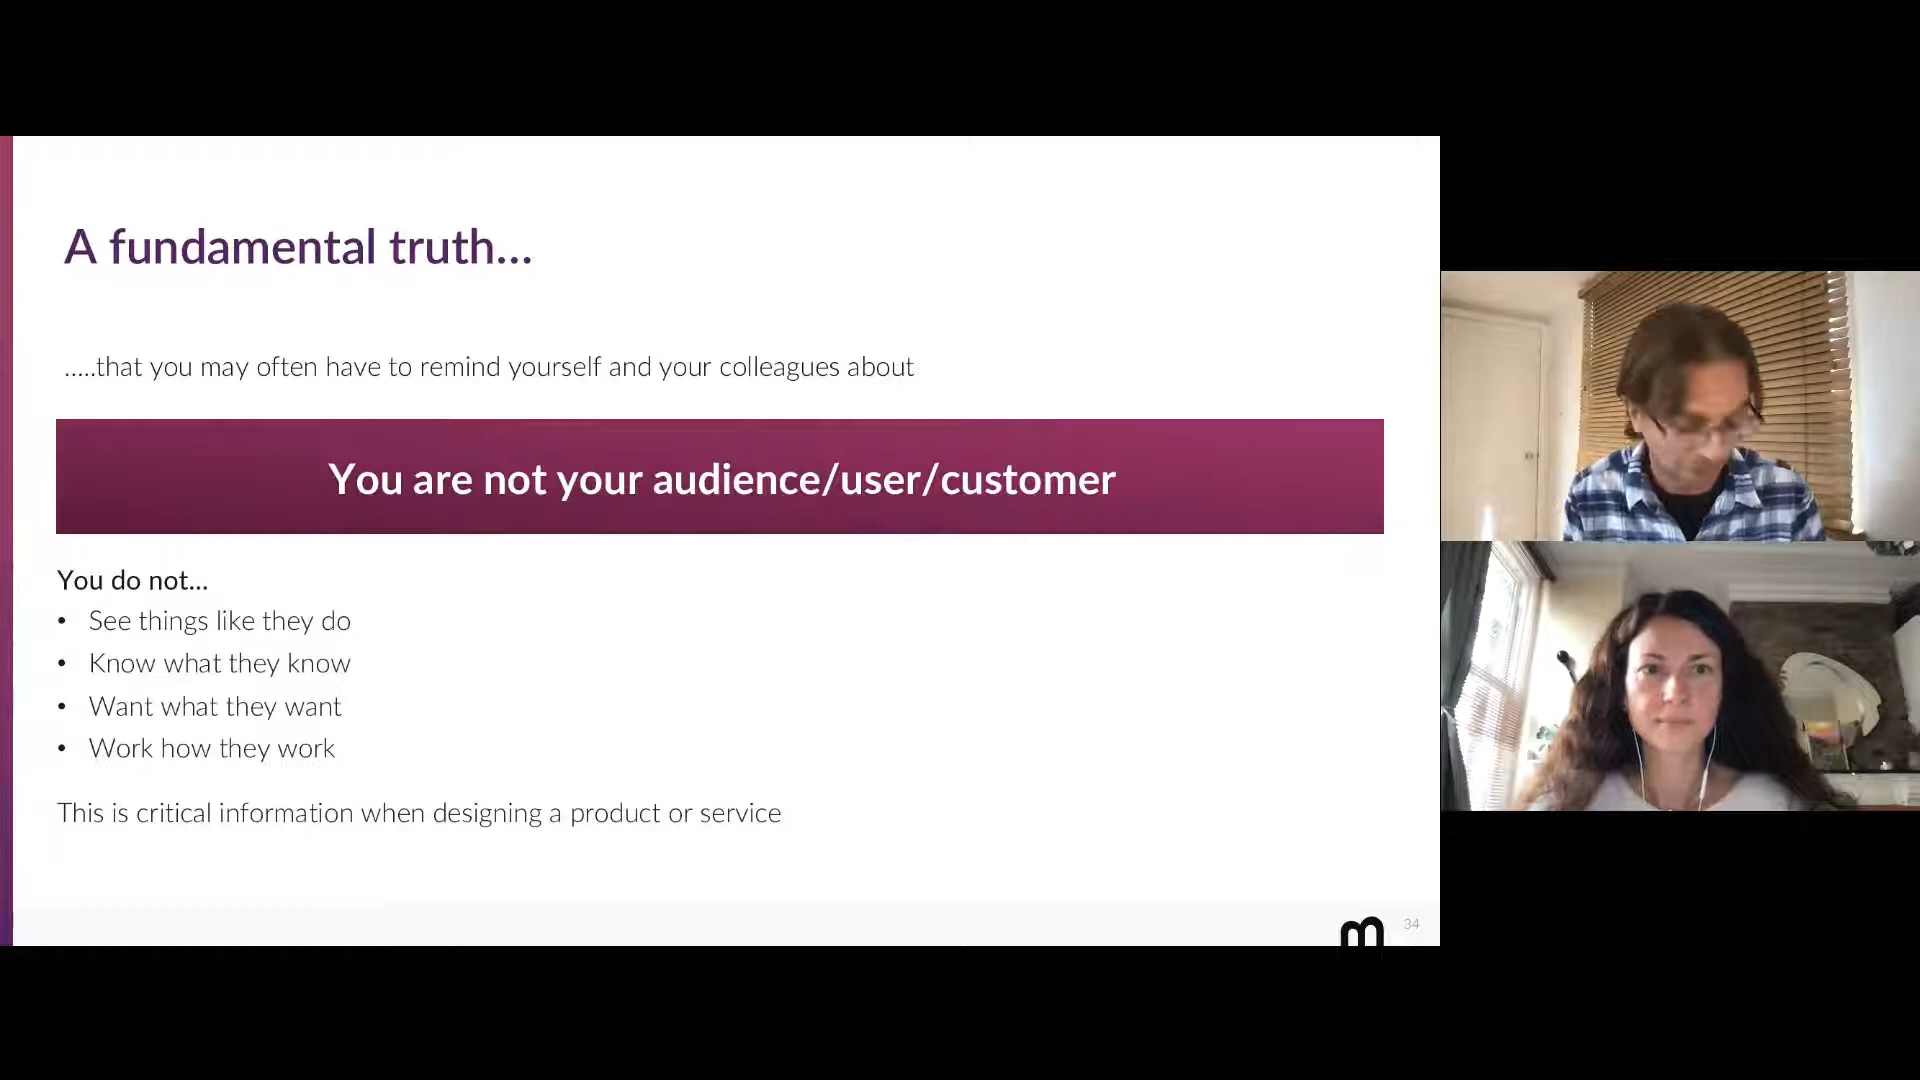 A fundamental truth...
.....that you may often have to remind yourself and your colleagues about
You are not your audience/user/customer
You do not...
• See things like they do
• Know what they know
• Want what they want
• Work how they work
This is critical information when designing a product or service
m
34